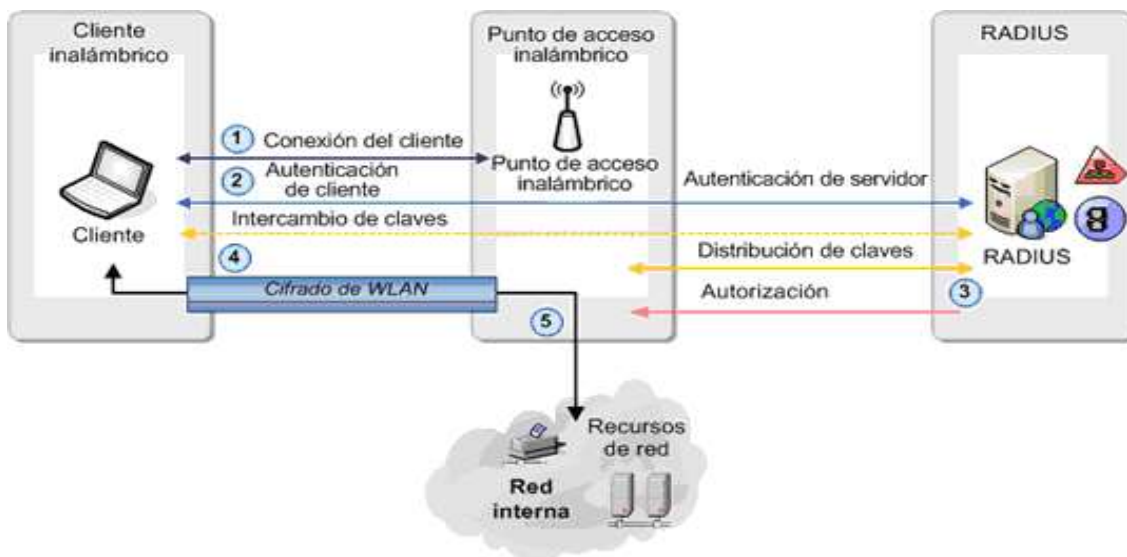 Cliente
inalámbrico
Punto de acceso
inalámbrico
RADIUS
1 Conexión del cliente
Punto de acceso
inalámbrico
2 Autenticación
de cliente
Autenticación de servidor
Cliente
Intercambio de claves
RADIUS
4
Distribución de claves
Cifrado de WLAN
Autorización
3
5
Recursos
de red
Red
interna